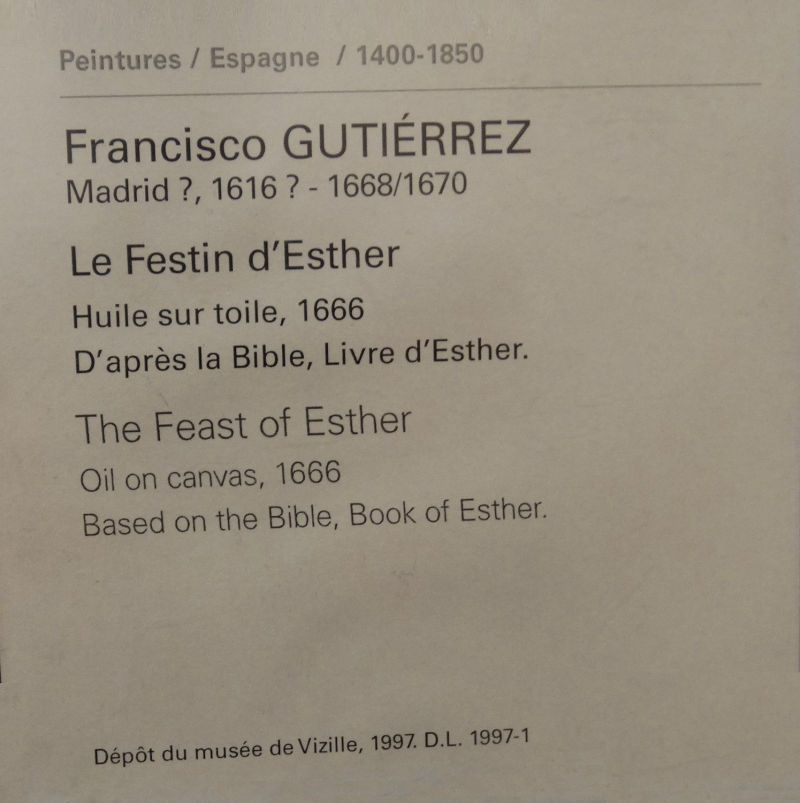 Peintures / Espagne / 1400-1850
Francisco GUTIÉRREZ
Madrid ?, 1616 ? - 1668/1670
Le Festin d'Esther
Huile sur toile, 1666
D'après la Bible, Livre d'Esther.
The Feast of Esther
Oil on canvas, 1666
Based on the Bible, Book of Esther.
Dépôt du musée de Vizille, 1997. D.L. 1997-1